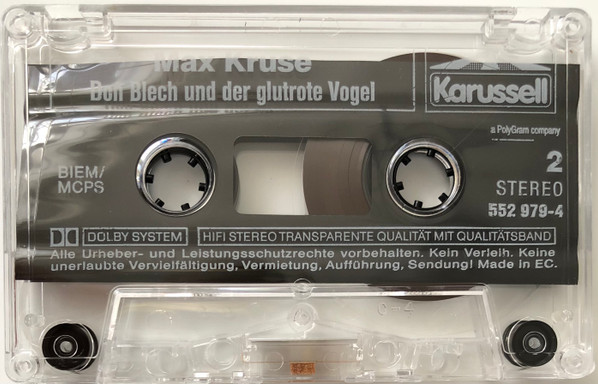 Max Kruse
Don Blech und der glutrote Vogel
Karussell
a PolyGram company
BIEM/
MCPS
2
STEREO
552 979-4
DOLBY SYSTEM
HIFI STEREO TRANSPARENTE QUALITÄT MIT QUALITÄTSBAND
Alle Urheber- und Leistungsschutzrechte vorbehalten. Kein Verleih. Keine
unerlaubte Vervielfältigung, Vermietung, Aufführung, Sendung! Made in EC.